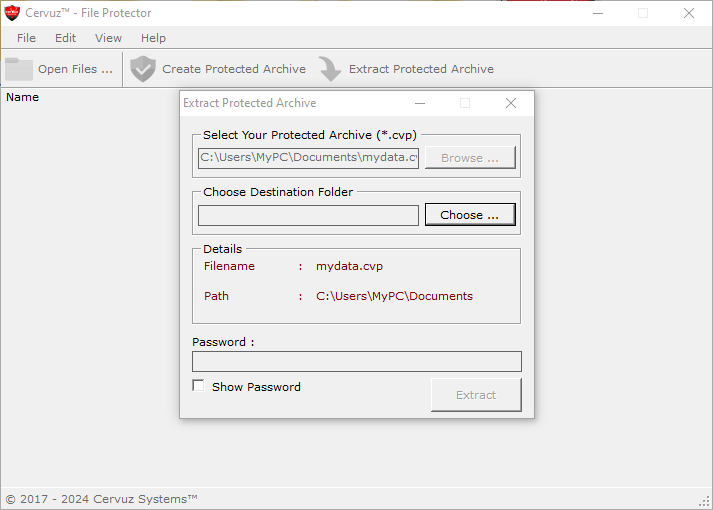 Cervuz™ - File Protector
File Edit View Help
Open Files ... Create Protected Archive Extract Protected Archive
Name
Extract Protected Archive
Select Your Protected Archive (*.cvp)
C:\Users\MyPC\Documents\mydata.cv Browse ...
Choose Destination Folder
Choose ...
Details
Filename : mydata.cvp
Path : C:\Users\MyPC\Documents
Password :
Show Password Extract
© 2017 - 2024 Cervuz Systems™